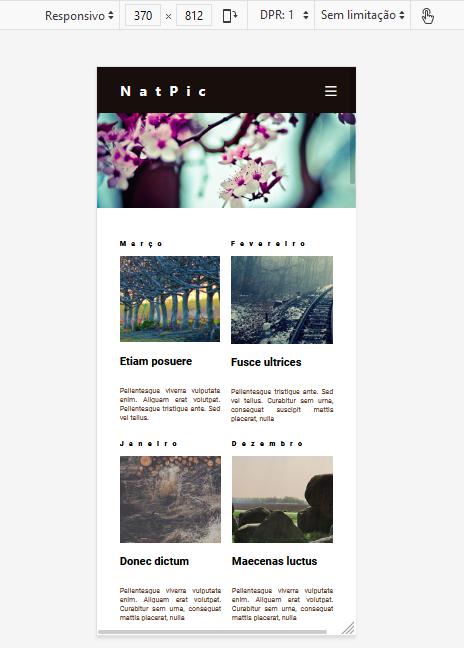 Responsivo 370 × 812 DPR: 1 Sem limitação
NatPic
Março
Fevereiro
Etiam posuere
Fusce ultrices
Pellentesque viverra vulputate
enim. Aliquam erat volutpat.
Pellentesque tristique ante. Sed
vel tellus.
Pellentesque tristique ante. Sed
vel tellus. Curabitur sem urna,
consequat suscipit mattis
placerat, nulla
Janeiro
Dezembro
Donec dictum
Maecenas luctus
Pellentesque viverra vulputate
enim. Aliquam erat volutpat.
Curabitur sem urna, consequat
mattis placerat, nulla
Pellentesque viverra vulputate
enim. Aliquam erat volutpat.
Curabitur sem urna, consequat
mattis placerat, nulla